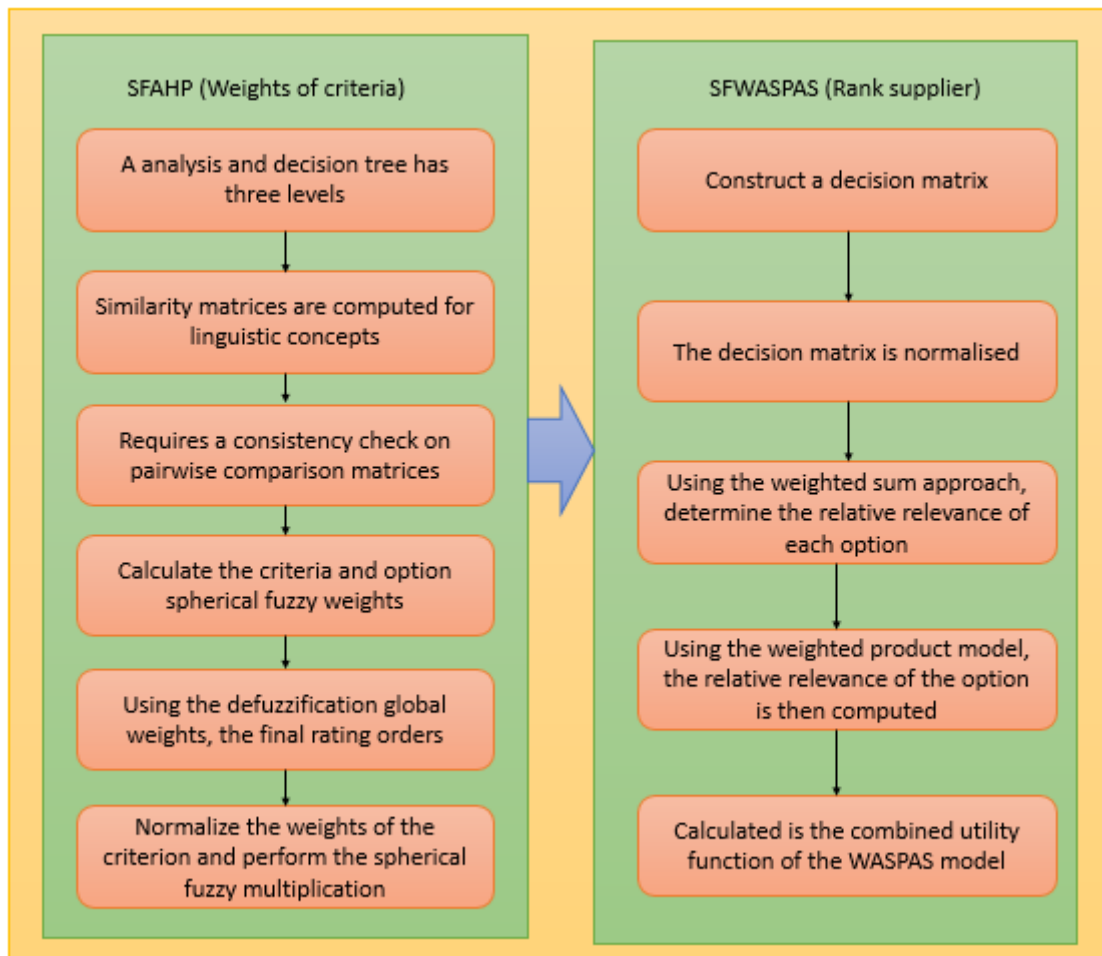 SFAHP (Weights of criteria)
A analysis and decision tree has
three levels
Similarity matrices are computed for
linguistic concepts
Requires a consistency check on
pairwise comparison matrices
Calculate the criteria and option
spherical fuzzy weights
Using the defuzzification global
weights, the final rating orders
Normalize the weights of the
criterion and perform the spherical
fuzzy multiplication
SFWASPAS (Rank supplier)
Construct a decision matrix
The decision matrix is normalised
Using the weighted sum approach,
determine the relative relevance of
each option
Using the weighted product model,
the relative relevance of the option
is then computed
Calculated is the combined utility
function of the WASPAS model